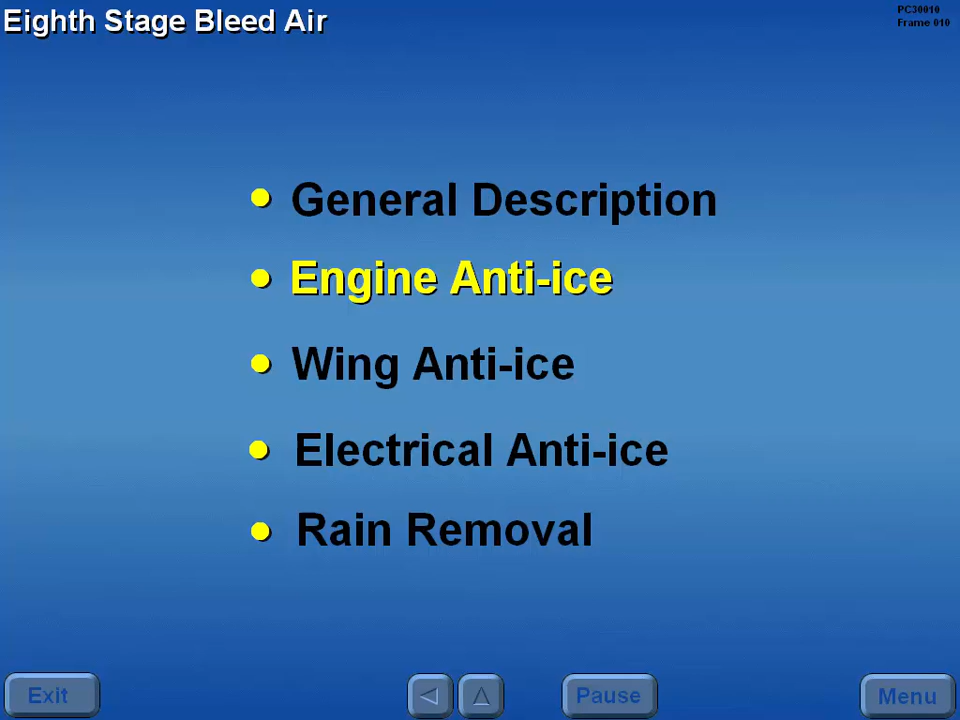 Eighth Stage Bleed Air
PC30010
Frame 010
General Description
Engine Anti-ice
Wing Anti-ice
Electrical Anti-ice
Rain Removal
Exit
Pause
Menu